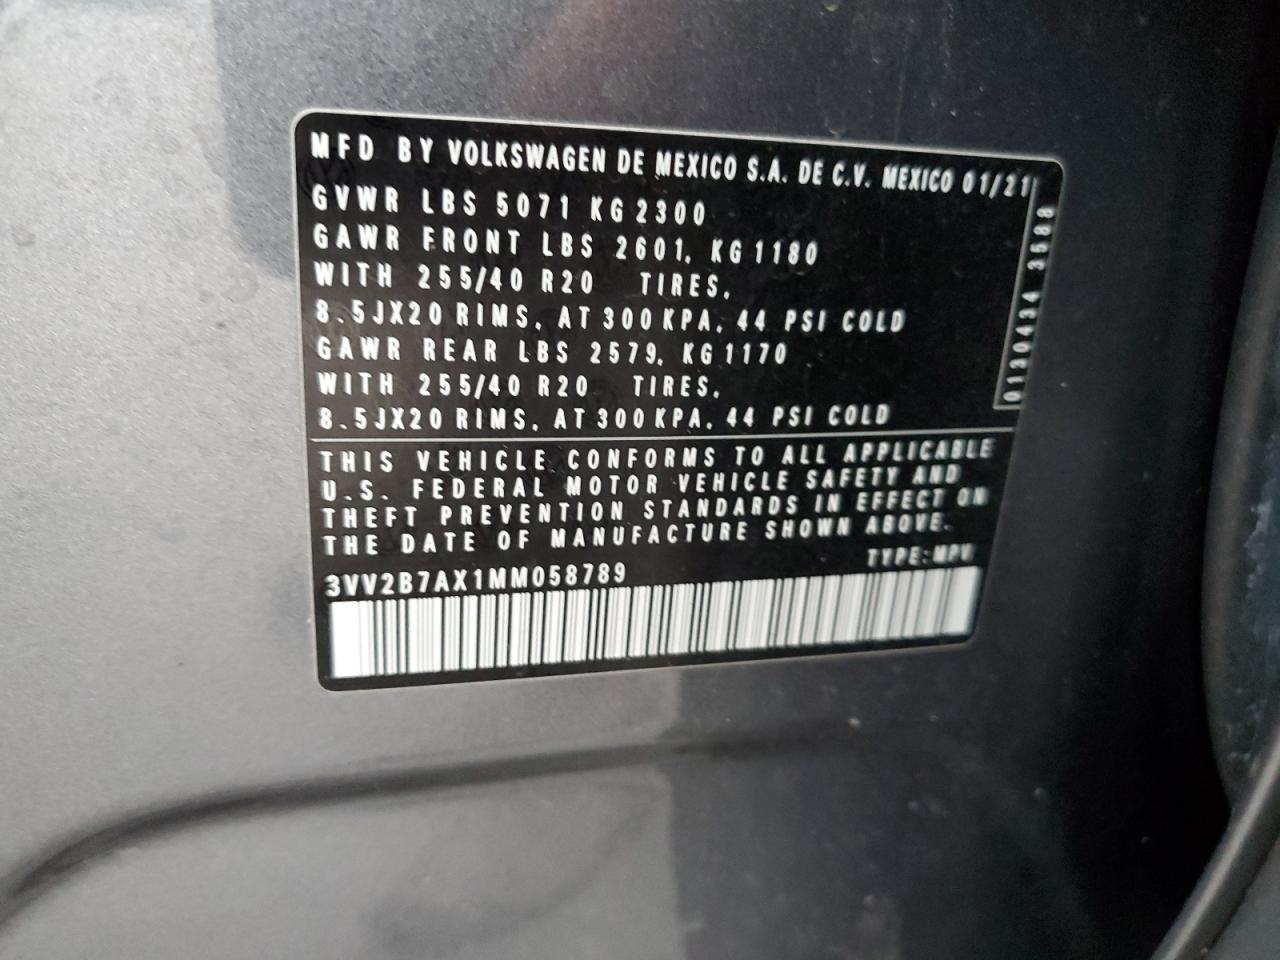 MFD BY VOLKSWAGEN DE MEXICO S.A. DE C.V. MEXICO 01/21
GVWR LBS 5071 KG 2300
GAWR FRONT LBS 2601, KG 1180
WITH 255/40 R20 TIRES,
8.5JX20 RIMS, AT 300 KPA, 44 PSI COLD
GAWR REAR LBS 2579, KG 1170
WITH 255/40 R20 TIRES,
8.5JX20 RIMS, AT 300 KPA, 44 PSI COLD
0130434 3588
THIS VEHICLE CONFORMS TO ALL APPLICABLE
U.S. FEDERAL MOTOR VEHICLE SAFETY AND
THEFT PREVENTION STANDARDS IN EFFECT ON
THE DATE OF MANUFACTURE SHOWN ABOVE.
TYPE: MPV
3VV2B7AX1MM058789